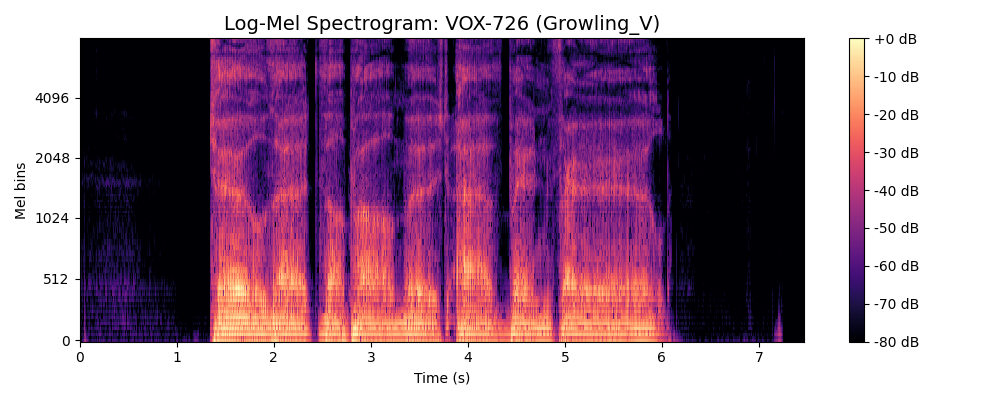 Log-Mel Spectrogram: VOX-726 (Growling_V)
Mel bins
4096
2048
1024
512
0
0 1 2 3 4 5 6 7
Time (s)
+0 dB
-10 dB
-20 dB
-30 dB
-40 dB
-50 dB
-60 dB
-70 dB
-80 dB